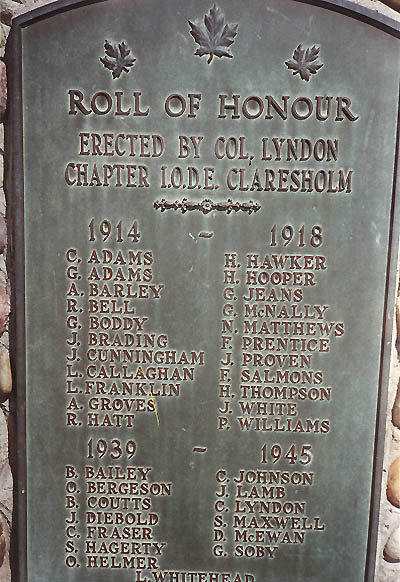 ROLL OF HONOUR
ERECTED BY COL, LYNDON
CHAPTER I.O.D.E. CLARESHOLM
1914 - 1918
C. ADAMS
G. ADAMS
A. BARLEY
R. BELL
G. BODDY
J. BRADING
J. CUNNINGHAM
L. CALLAGHAN
L. FRANKLIN
A. GROVES
R. HATT
H. HAWKER
H. HOOPER
G. JEANS
G. McNALLY
N. MATTHEWS
F. PRENTICE
J. PROVEN
F. SALMONS
H. THOMPSON
J. WHITE
P. WILLIAMS
1939 - 1945
B. BAILEY
O. BERGESON
B. COUTTS
J. DIEBOLD
C. FRASER
S. HAGERTY
O. HELMER
C. JOHNSON
J. LAMB
C. LYNDON
S. MAXWELL
D. McEWAN
G. SOBY
L. WHITEHEAD